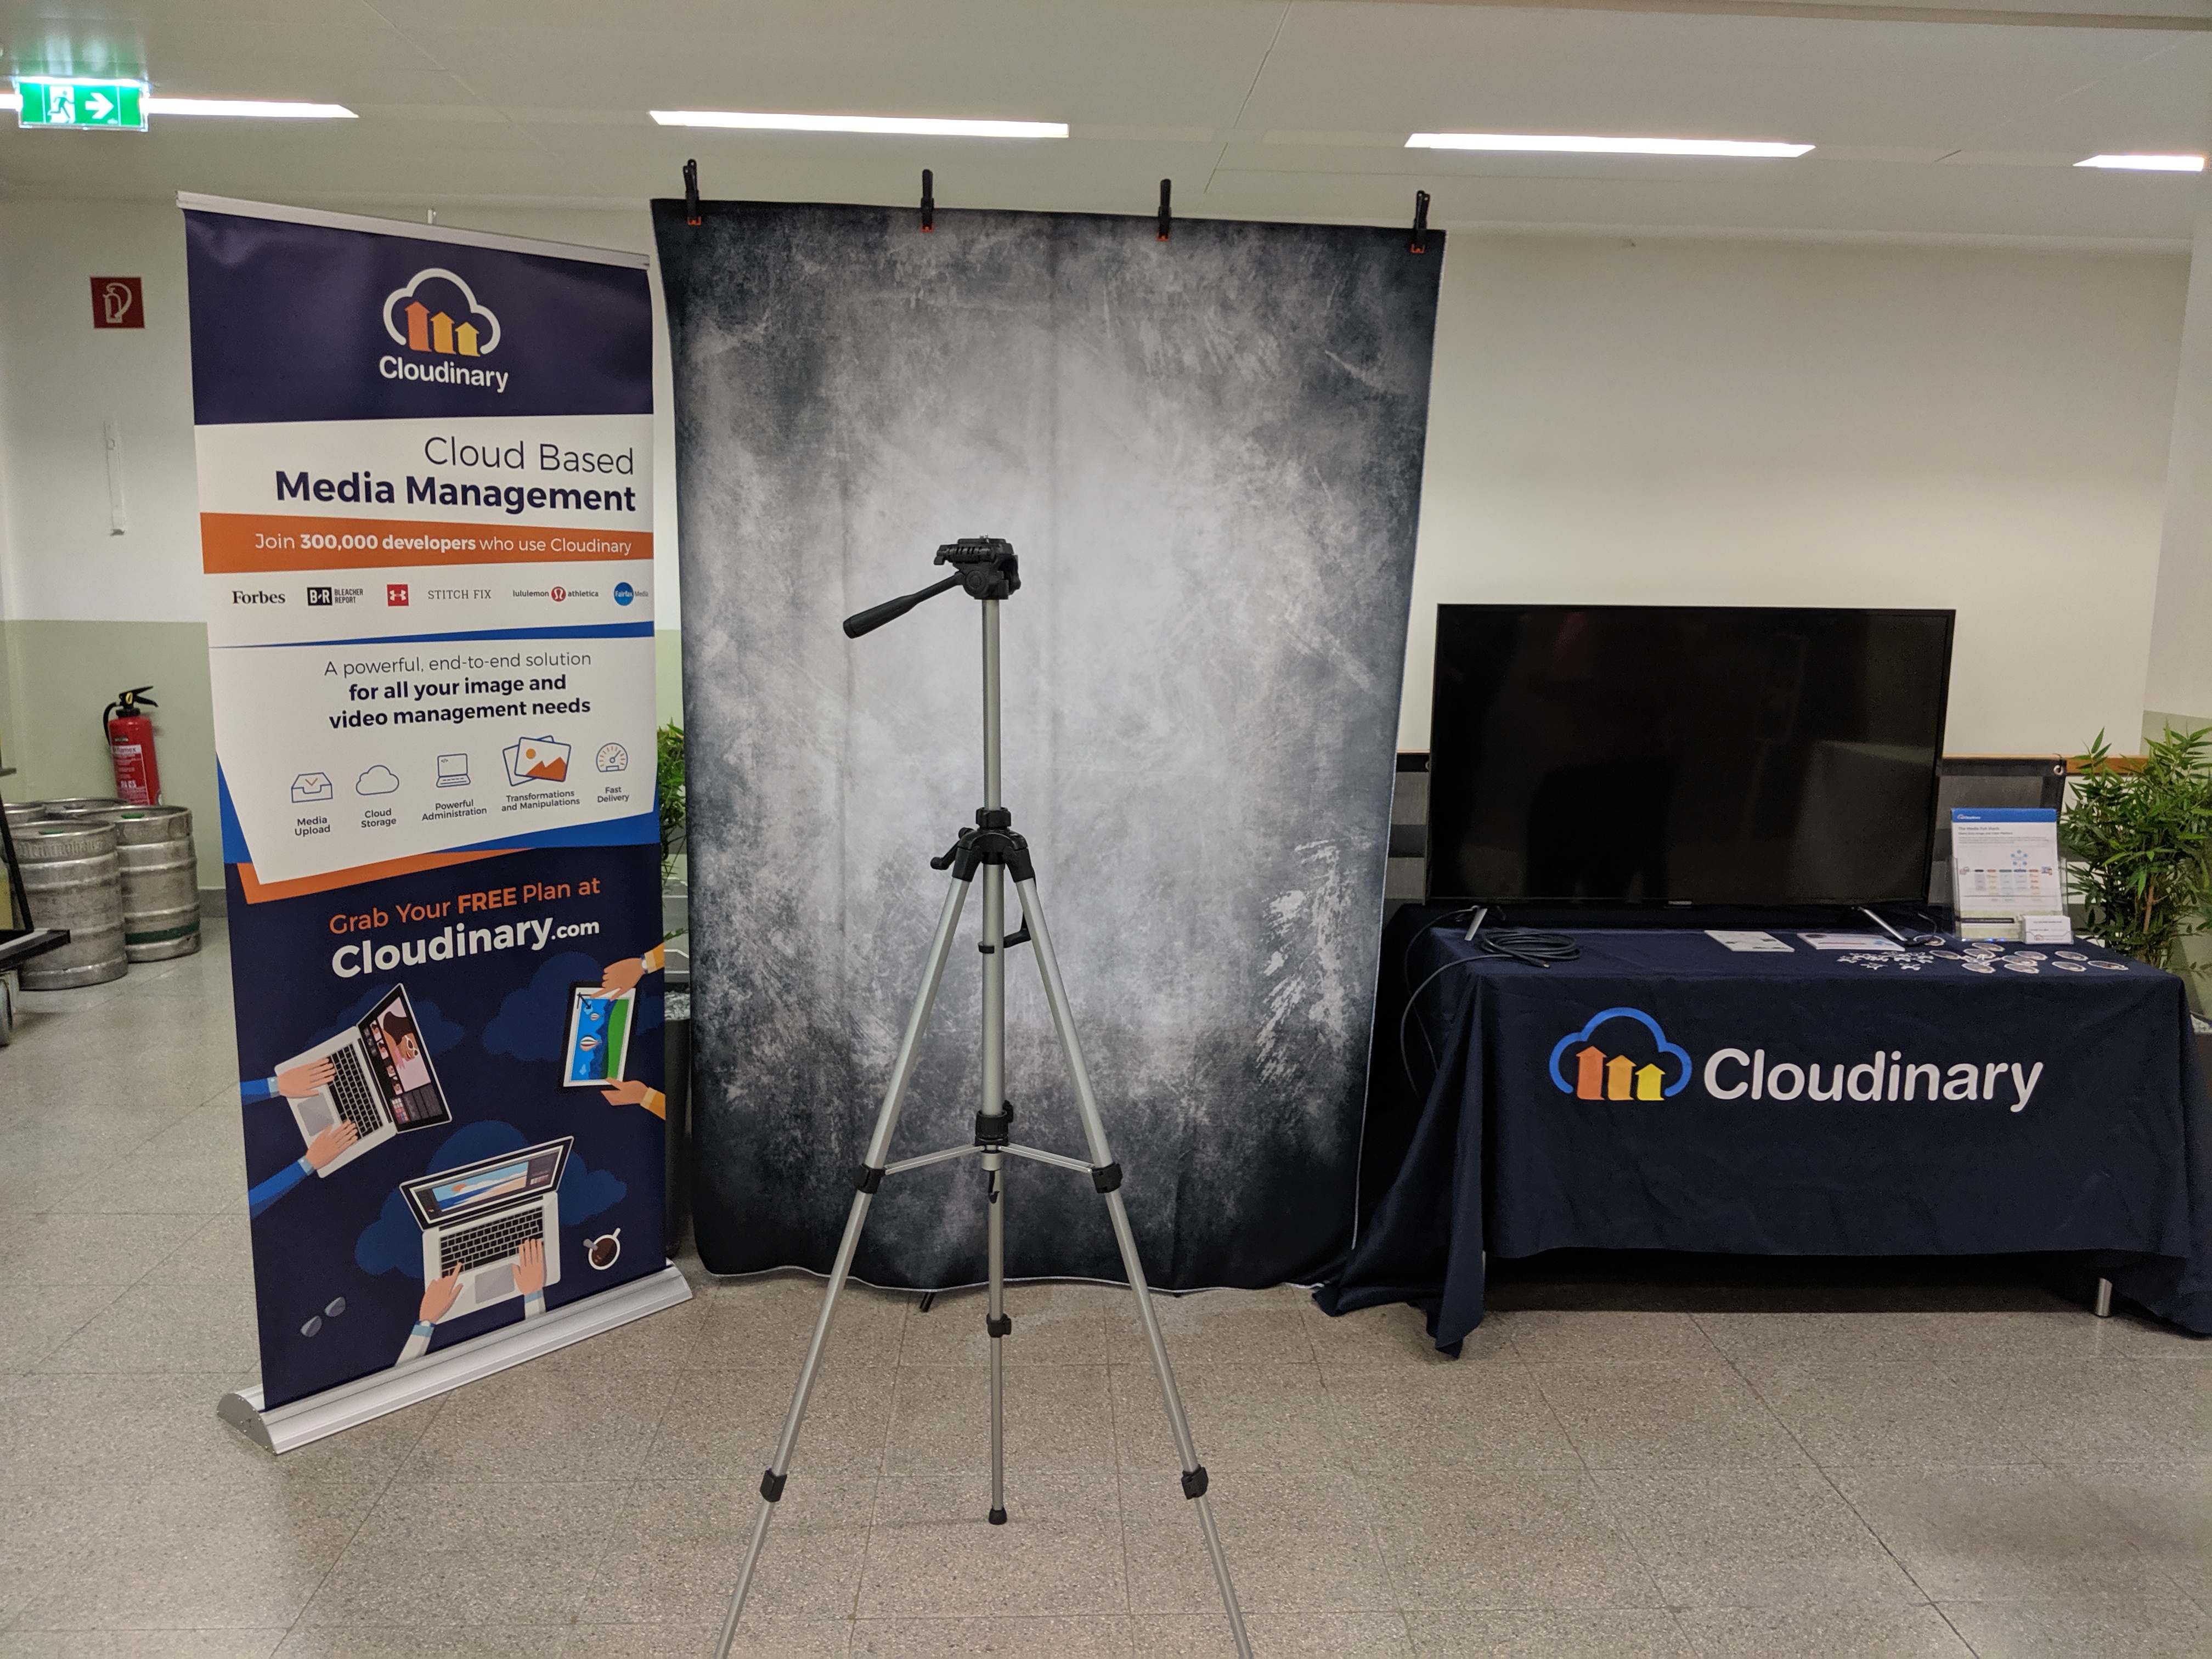 Cloudinary
Cloud Based
Media Management
Join 300,000 developers who use Cloudinary
Forbes
B/R BLEACHER REPORT
STITCH FIX
lululemon athletica
Fairfax Media
A powerful, end-to-end solution
for all your image and
video management needs
Media
Upload
Cloud
Storage
Powerful
Administration
Transformations
and Manipulations
Fast
Delivery
Grab Your FREE Plan at
Cloudinary.com
Cloudinary